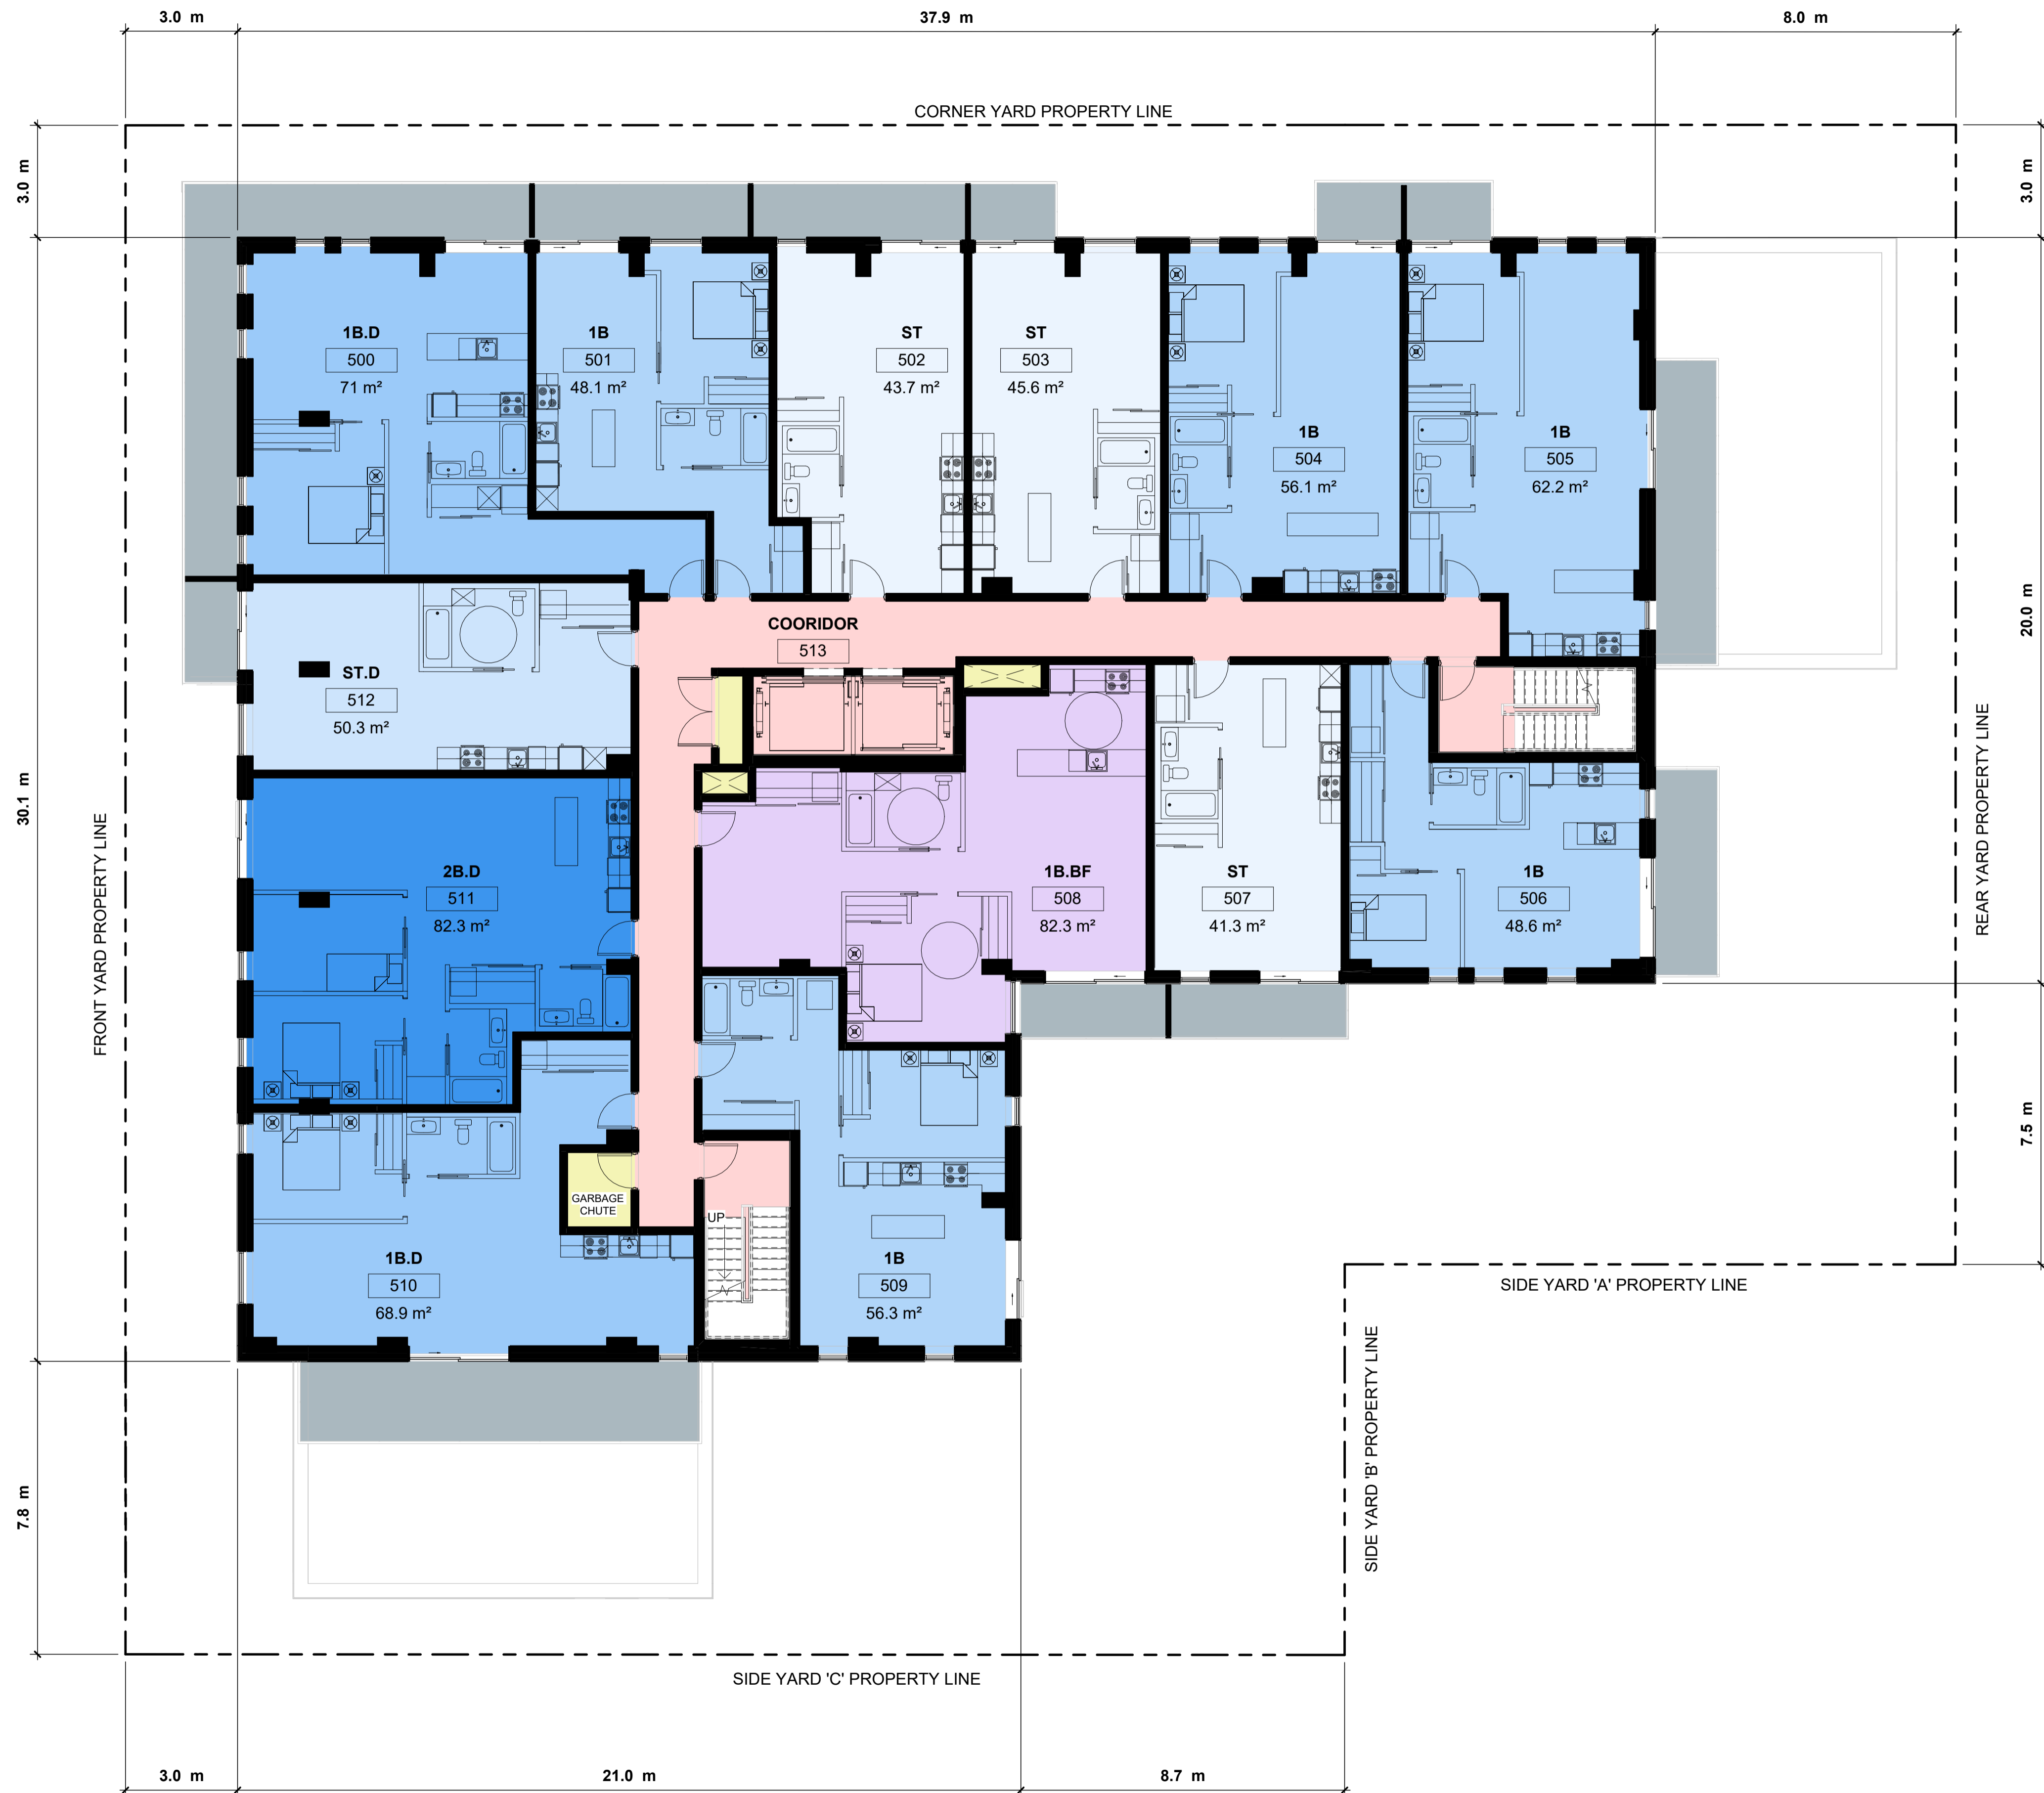 3.0 m
37.9 m
8.0 m
CORNER YARD PROPERTY LINE
3.0 m
3.0 m
1B.D
500
71 m²
1B
501
48.1 m²
ST
502
43.7 m²
ST
503
45.6 m²
1B
504
56.1 m²
1B
505
62.2 m²
COORIDOR
513
20.0 m
ST.D
512
50.3 m²
30.1 m
FRONT YARD PROPERTY LINE
REAR YARD PROPERTY LINE
2B.D
511
82.3 m²
1B.BF
508
82.3 m²
ST
507
41.3 m²
1B
506
48.6 m²
7.5 m
GARBAGE
CHUTE
UP
1B.D
510
68.9 m²
1B
509
56.3 m²
SIDE YARD 'A' PROPERTY LINE
SIDE YARD 'B' PROPERTY LINE
7.8 m
SIDE YARD 'C' PROPERTY LINE
3.0 m
21.0 m
8.7 m